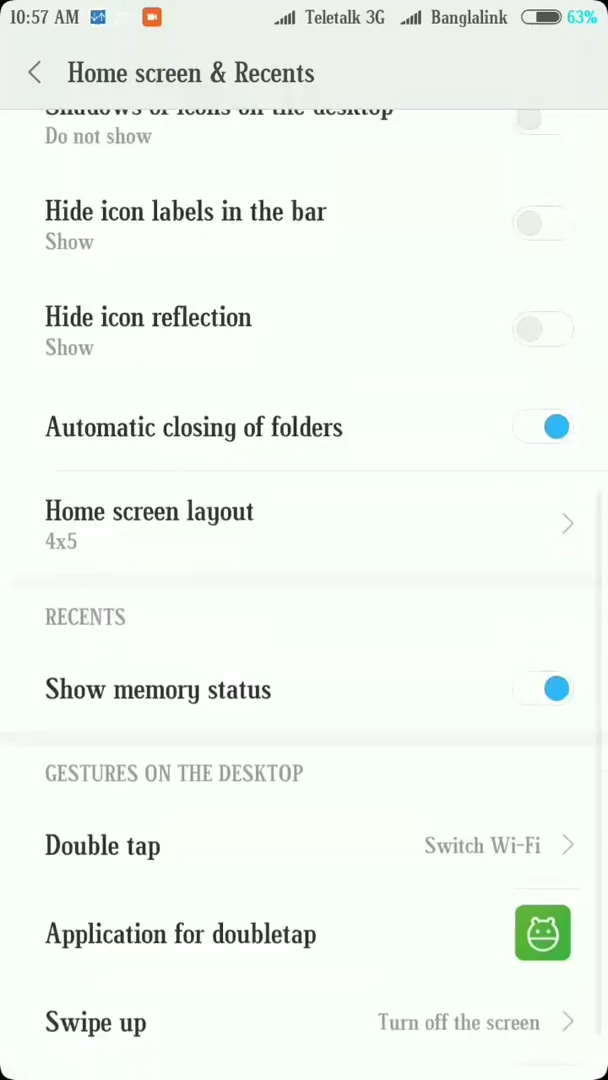 10:57 AM Teletalk 3G Banglalink 63%
Home screen & Recents
Shadows of icons on the desktop
Do not show
Hide icon labels in the bar
Show
Hide icon reflection
Show
Automatic closing of folders
Home screen layout
4x5
RECENTS
Show memory status
GESTURES ON THE DESKTOP
Double tap Switch Wi-Fi
Application for doubletap
Swipe up Turn off the screen